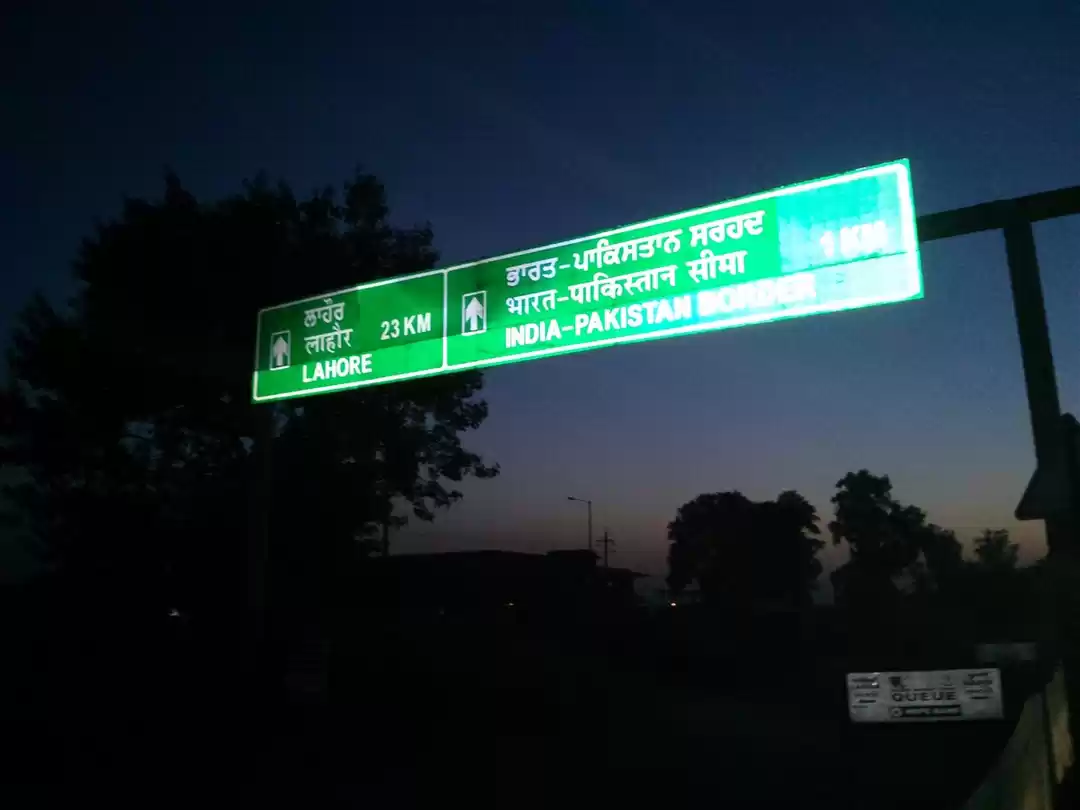 ਲਾਹੌਰ
लाहौर
LAHORE
23 KM
ਭਾਰਤ-ਪਾਕਿਸਤਾਨ ਸਰਹਦ
भारत-पाकिस्तान सीमा
INDIA-PAKISTAN BORDER
1 KM
QUEUE